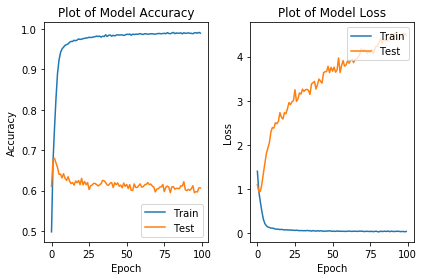 Plot of Model Accuracy
1.0
0.9
0.8
0.7
0.6
0.5
Accuracy
0
25
50
75
100
Epoch
Train
Test
Plot of Model Loss
4
3
2
1
0
Loss
0
25
50
75
100
Epoch
Train
Test